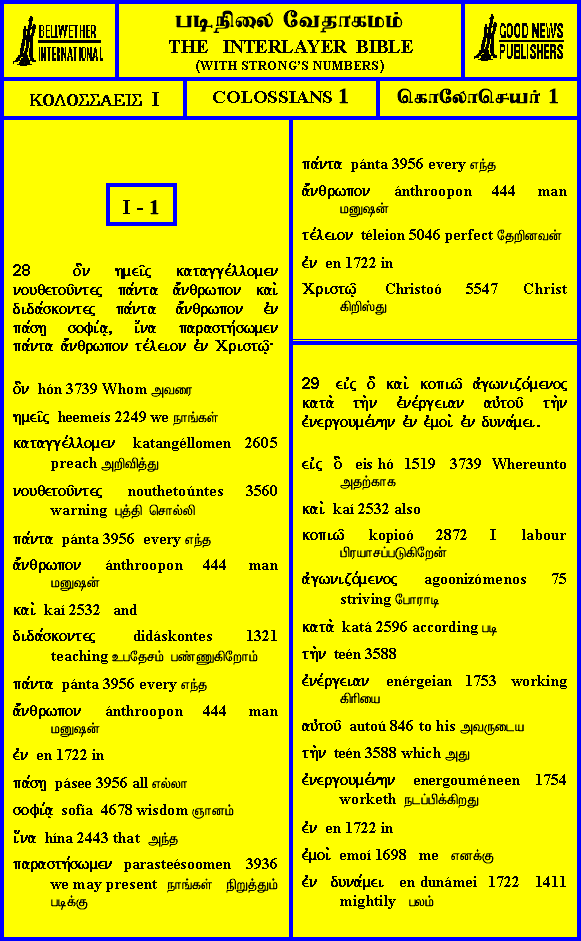 BELLWETHER
INTERNATIONAL
படிநிலை வேதாகமம்
THE INTERLAYER BIBLE
(WITH STRONG'S NUMBERS)
GOOD NEWS
PUBLISHERS
ΚΟΛΟΣΣΑΕΙΣ I
COLOSSIANS 1
கொலோசெயர் 1
I - 1
28 ὃν ημεῖς καταγγέλλομεν
νουθετοῦντες πάντα ἄνθρωπον καὶ
διδάσκοντες πάντα ἄνθρωπον ἐν
πάσῃ σοφίᾳ, ἵνα παραστήσωμεν
πάντα ἄνθρωπον τέλειον ἐν Χριστῷ·
ὃν hón 3739 Whom அவரை
ημεῖς heemeís 2249 we நாங்கள்
καταγγέλλομεν katangéllomen 2605
preach அறிவித்து
νουθετοῦντες nouthetoúntes 3560
warning புத்தி சொல்லி
πάντα pánta 3956 every எந்த
ἄνθρωπον ánthroopon 444 man
மனுஷன்
καὶ kaí 2532 and
διδάσκοντες didáskontes 1321
teaching உபதேசம் பண்ணுகிறோம்
πάντα pánta 3956 every எந்த
ἄνθρωπον ánthroopon 444 man
மனுஷன்
ἐν en 1722 in
πάσῃ pásee 3956 all எல்லா
σοφίᾳ sofía 4678 wisdom ஞானம்
ἵνα hína 2443 that அந்த
παραστήσωμεν parasteésoomen 3936
we may present நாங்கள் நிறுத்தும்
படிக்கு
πάντα pánta 3956 every எந்த
ἄνθρωπον ánthroopon 444 man
மனுஷன்
τέλειον téleion 5046 perfect தேறினவன்
ἐν en 1722 in
Χριστῷ Christoó 5547 Christ
கிறிஸ்து
29 εἰς ὃ καὶ κοπιῶ ἀγωνιζόμενος
κατὰ τὴν ἐνέργειαν αὐτοῦ τὴν
ἐνεργουμένην ἐν ἐμοὶ ἐν δυνάμει.
εἰς ὃ eis hó 1519 3739 Whereunto
அதற்காக
καὶ kaí 2532 also
κοπιῶ kopioó 2872 I labour
பிரயாசப்படுகிறேன்
ἀγωνιζόμενος agoonizómenos 75
striving போராடி
κατὰ katá 2596 according படி
τὴν teén 3588
ἐνέργειαν enérgeian 1753 working
கிரியை
αὐτοῦ autoú 846 to his அவருடைய
τὴν teén 3588 which அது
ἐνεργουμένην energouméneen 1754
worketh நடப்பிக்கிறது
ἐν en 1722 in
ἐμοὶ emoí 1698 me எனக்கு
ἐν δυνάμει en dunámei 1722 1411
mightily பலம்